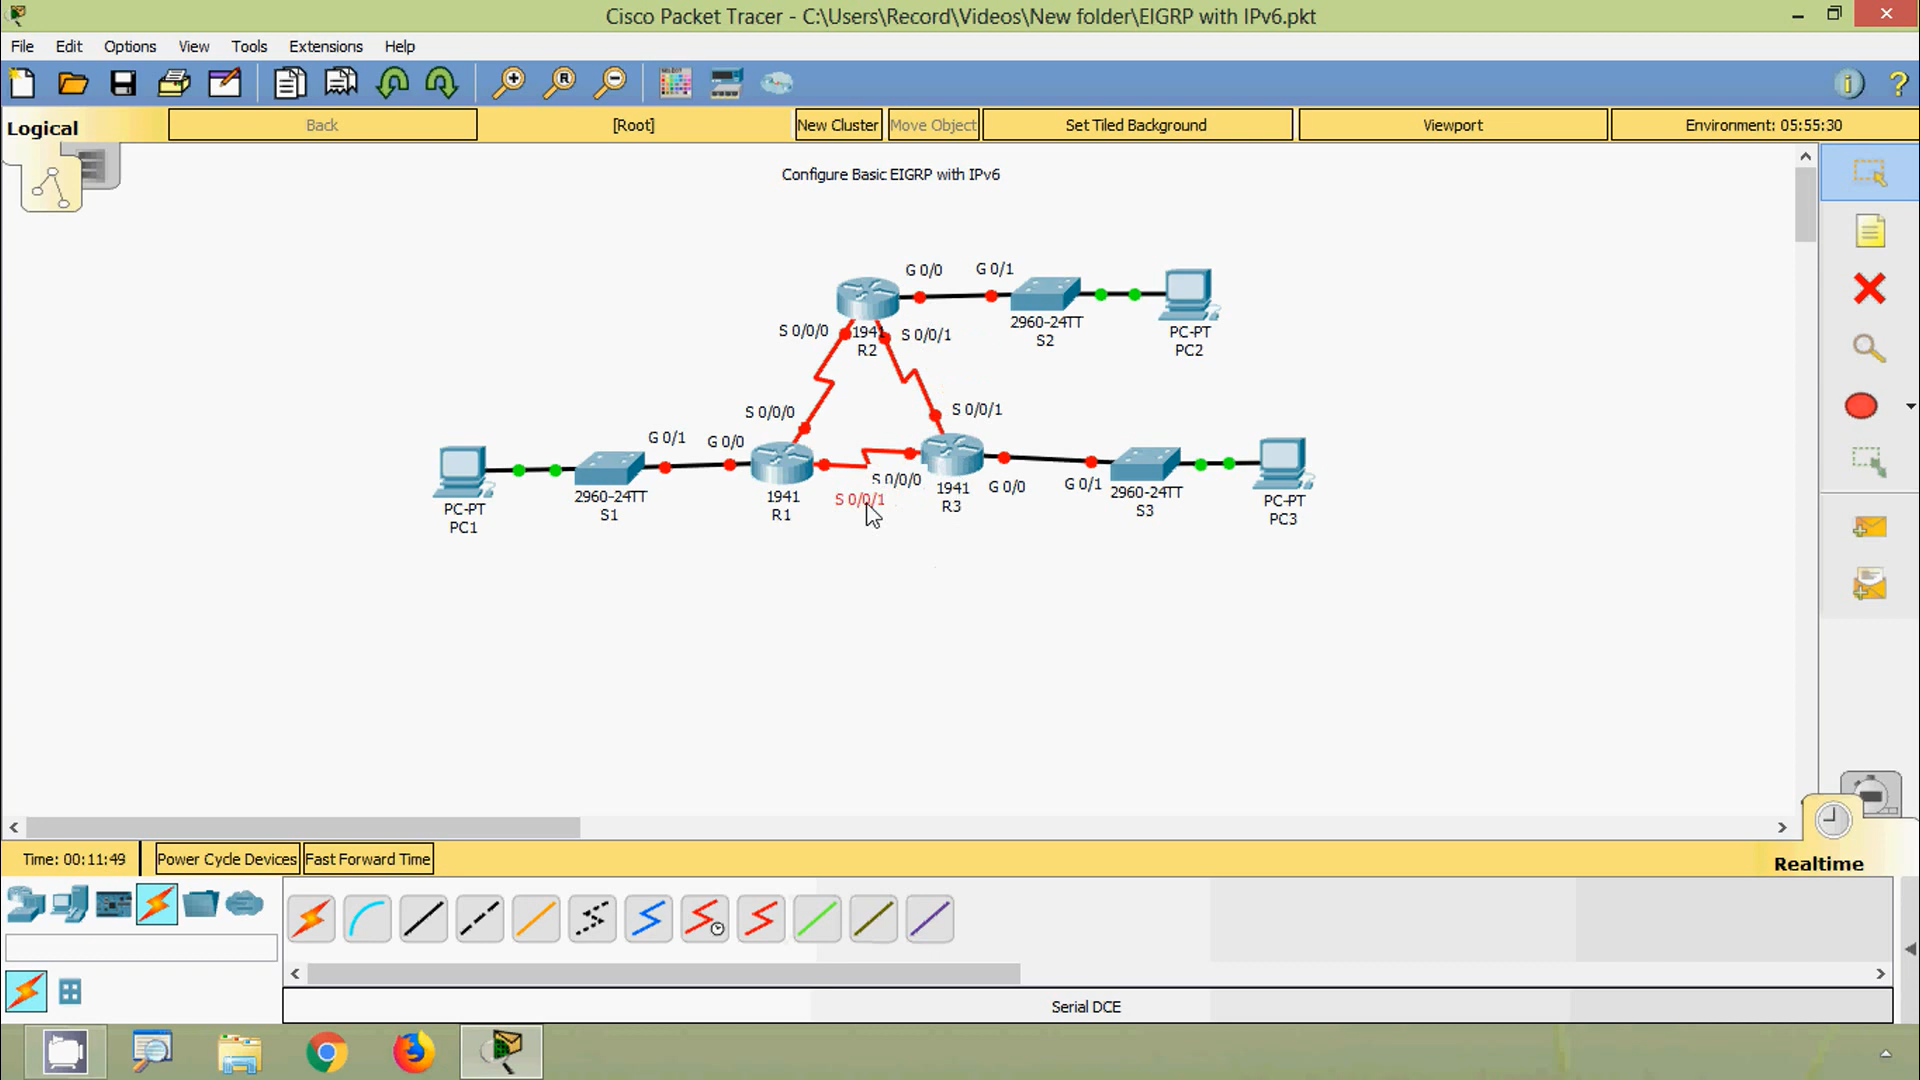 Cisco Packet Tracer - C:\Users\Record\Videos\New folder\EIGRP with IPv6.pkt
File Edit Options View Tools Extensions Help
Logical Back [Root] New Cluster Move Object Set Tiled Background Viewport Environment: 05:55:30
Configure Basic EIGRP with IPv6
G 0/0 G 0/1
S 0/0/0 1941 S 0/0/1 2960-24TT PC-PT
R2 S2 PC2
S 0/0/0 S 0/0/1
G 0/1 G 0/0
S 0/0/0 G 0/0 G 0/1
2960-24TT 1941 S 0/0/1 1941 2960-24TT PC-PT
PC-PT S1 R1 R3 S3 PC3
PC1
Time: 00:11:49 Power Cycle Devices Fast Forward Time Realtime
Serial DCE